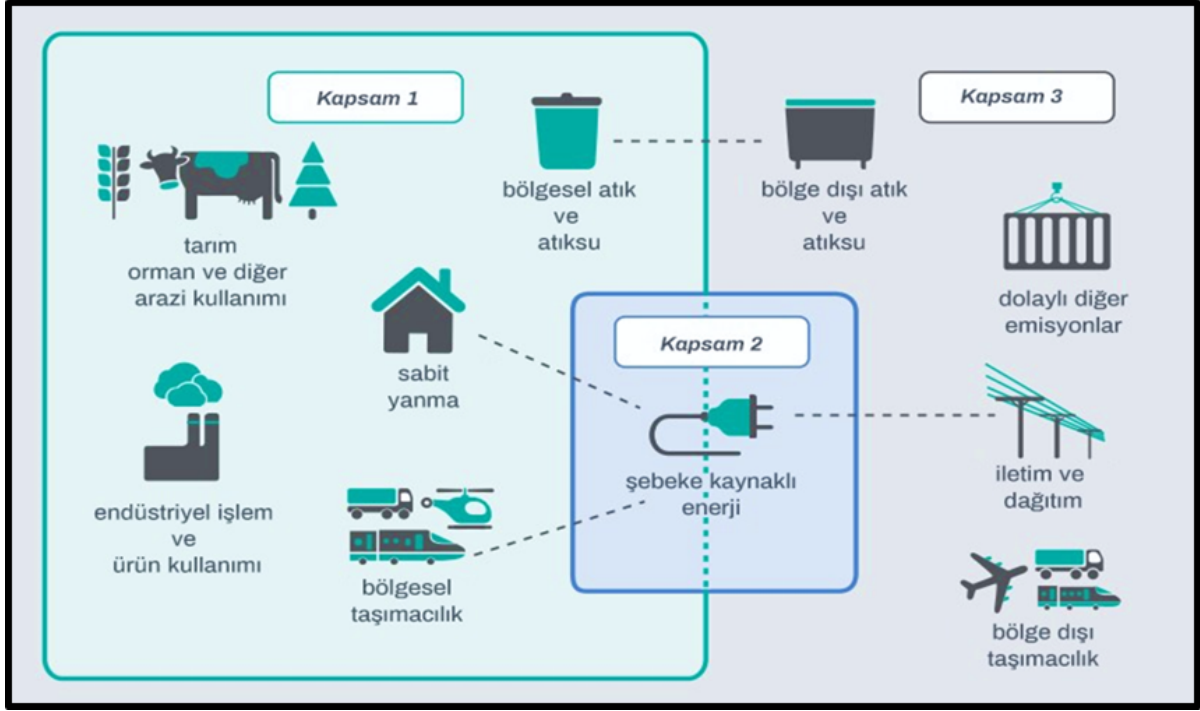 Kapsam 1
tarım
orman ve diğer
arazi kullanımı
bölgesel atık
ve
atıksu
sabit
yanma
endüstriyel işlem
ve
ürün kullanımı
bölgesel
taşımacılık
Kapsam 2
şebeke kaynaklı
enerji
Kapsam 3
bölge dışı atık
ve
atıksu
dolaylı diğer
emisyonlar
iletim ve
dağıtım
bölge dışı
taşımacılık